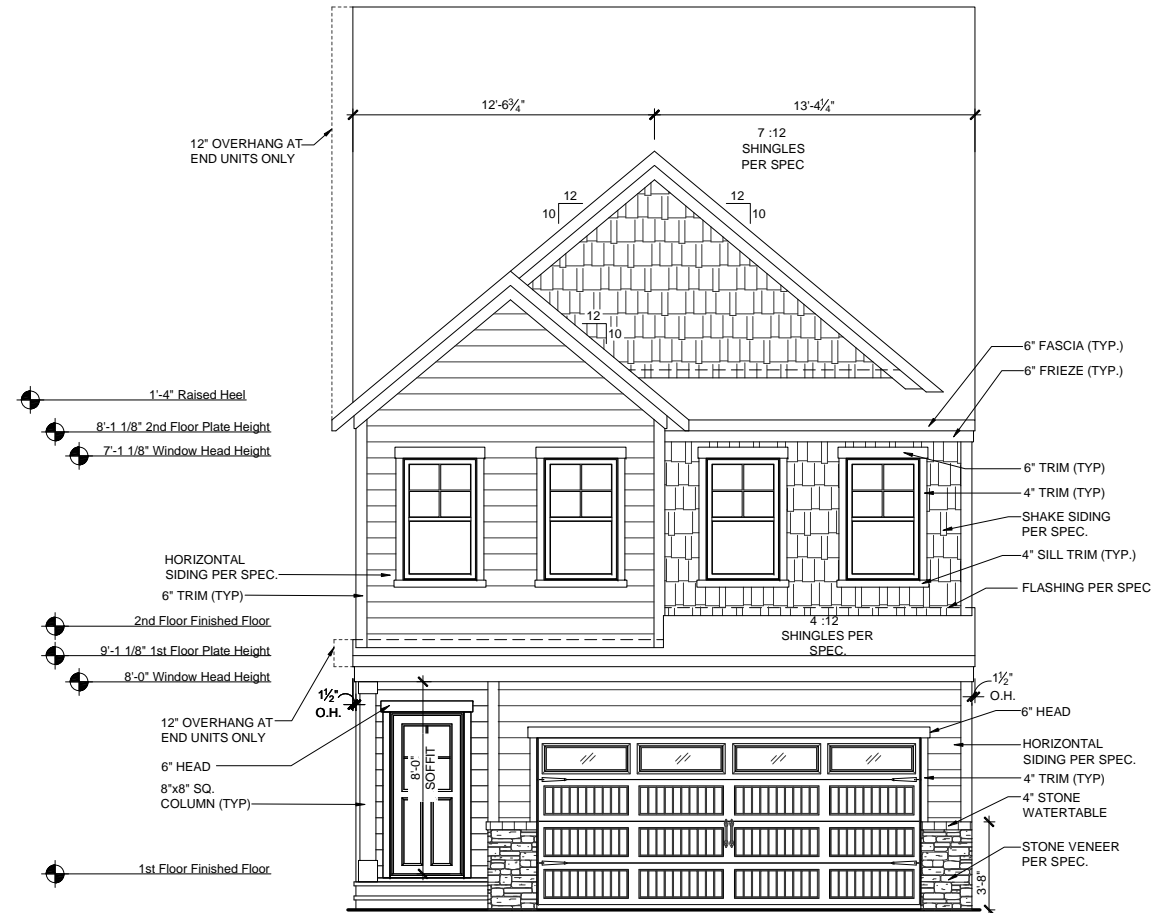 12'-6¾"
13'-4¼"
7 :12
SHINGLES
PER SPEC
12" OVERHANG AT
END UNITS ONLY
12
10
12
10
12
10
6" FASCIA (TYP.)
6" FRIEZE (TYP.)
1'-4" Raised Heel
8'-1 1/8" 2nd Floor Plate Height
7'-1 1/8" Window Head Height
6" TRIM (TYP)
4" TRIM (TYP)
SHAKE SIDING
PER SPEC.
4" SILL TRIM (TYP.)
FLASHING PER SPEC
HORIZONTAL
SIDING PER SPEC.
6" TRIM (TYP)
2nd Floor Finished Floor
9'-1 1/8" 1st Floor Plate Height
8'-0" Window Head Height
4 :12
SHINGLES PER
SPEC.
1½"
O.H.
1½"
O.H.
12" OVERHANG AT
END UNITS ONLY
6" HEAD
8"x8" SQ.
COLUMN (TYP)
8'-0"
SOFFIT
6" HEAD
HORIZONTAL
SIDING PER SPEC.
4" TRIM (TYP)
4" STONE
WATERTABLE
STONE VENEER
PER SPEC.
3'-8"
1st Floor Finished Floor